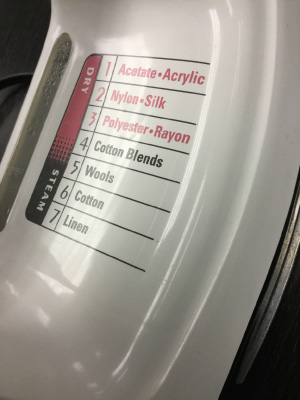 DRY
1 Acetate•Acrylic
2 Nylon•Silk
3 Polyester•Rayon
4 Cotton Blends
5 Wools
6 Cotton
7 Linen
STEAM